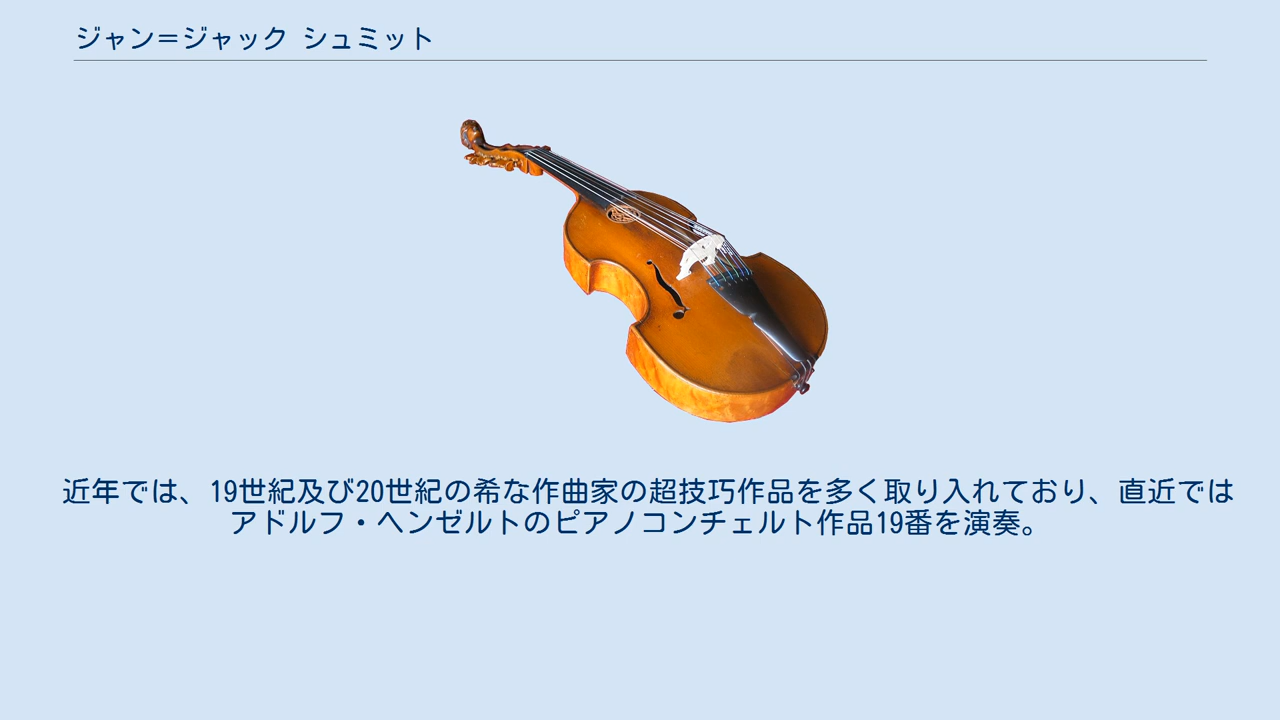 ジャン＝ジャック シュミット
近年では、19世紀及び20世紀の希な作曲家の超技巧作品を多く取り入れており、直近では
アドルフ・ヘンゼルトのピアノコンチェルト作品19番を演奏。